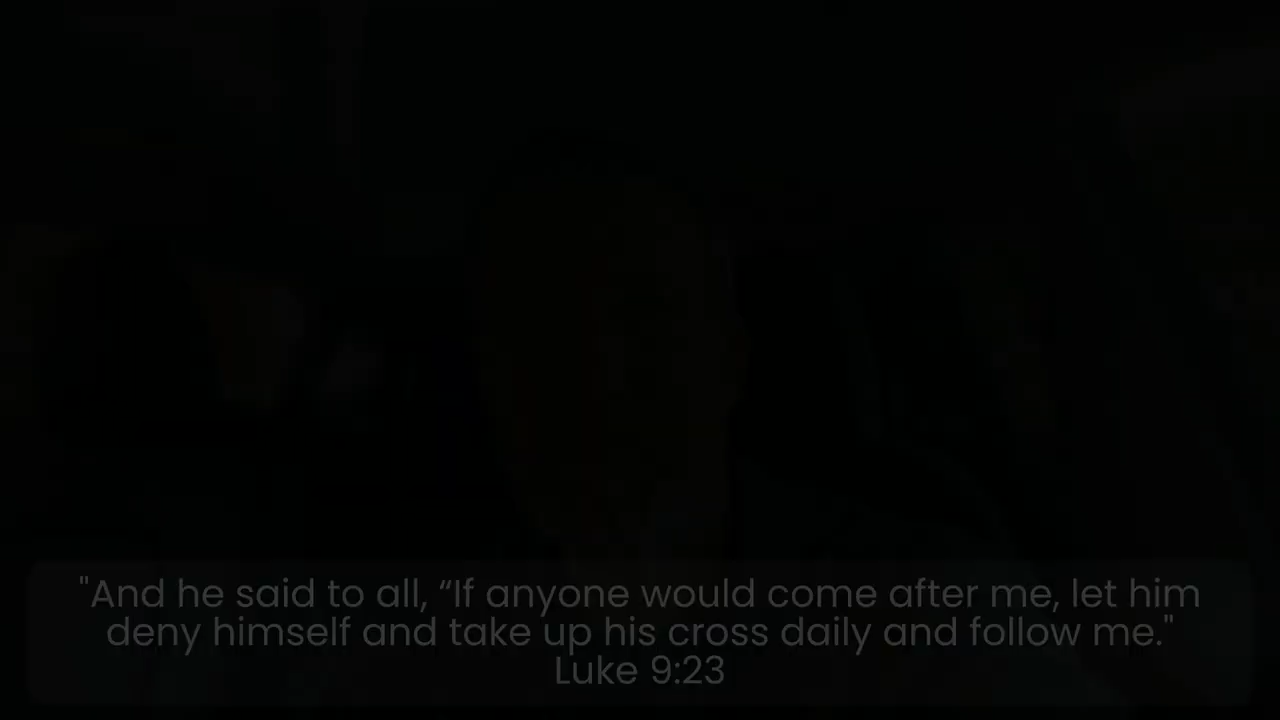 "And he said to all, “If anyone would come after me, let him
deny himself and take up his cross daily and follow me."
Luke 9:23